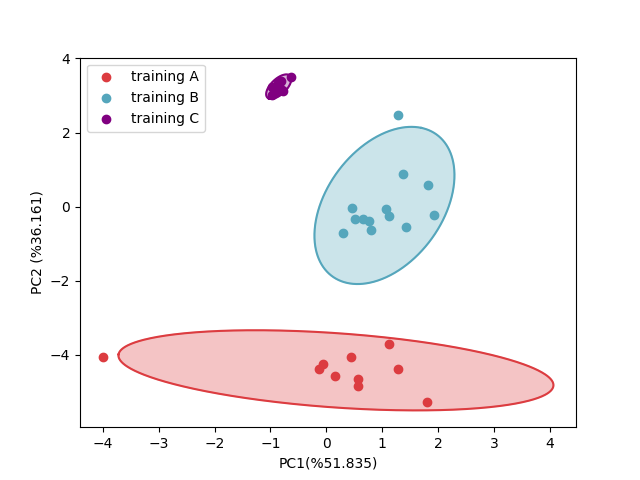 4
training A
training B
training C
2
0
−2
−4
PC2 (%36.161)
−4 −3 −2 −1 0 1 2 3 4
PC1(%51.835)